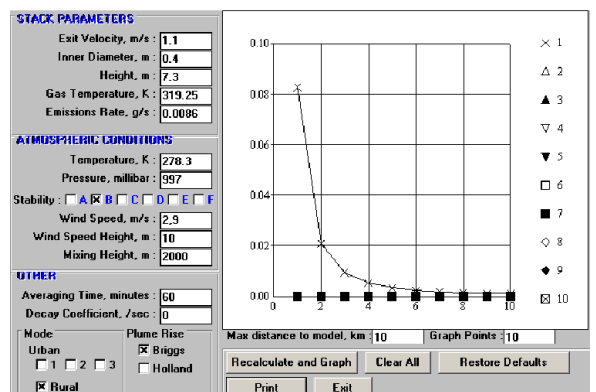 STACK PARAMETERS
Exit Velocity, m/s : 1.1
Inner Diameter, m : 0.4
Height, m : 7.3
Gas Temperature, K : 319.25
Emissions Rate, g/s : 0.0086
ATMOSPHERIC CONDITIONS
Temperature, K : 278.3
Pressure, millibar : 997
Stability : A B C D E F
Wind Speed, m/s : 2,9
Wind Speed Height, m : 10
Mixing Height, m : 2000
OTHER
Averaging Time, minutes : 60
Decay Coefficient, /sec : 0
Mode
Urban
1 2 3
Rural
Plume Rise
Briggs
Holland
0.10
0.08
0.06
0.04
0.02
0.00
0 2 4 6 8 10
1
2
3
4
5
6
7
8
9
10
Max distance to model, km : 10 Graph Points : 10
Recalculate and Graph Clear All Restore Defaults
Print Exit